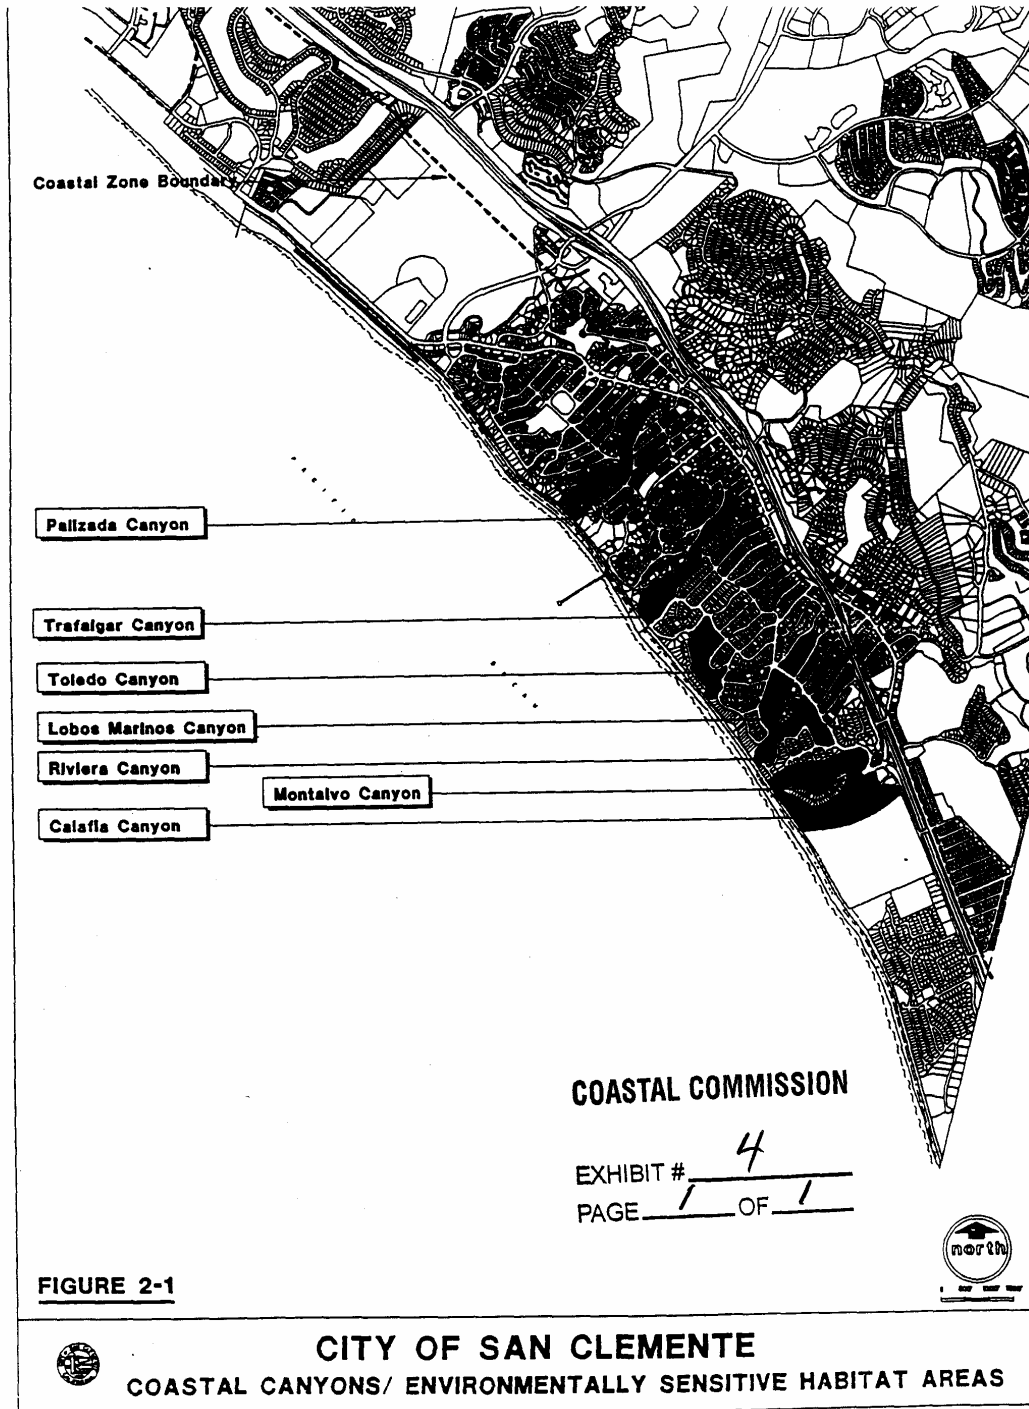 Coastal Zone Boundary
Palizada Canyon
Trafalgar Canyon
Toledo Canyon
Lobos Marinos Canyon
Riviera Canyon
Montalvo Canyon
Calafia Canyon
COASTAL COMMISSION
EXHIBIT # 4
PAGE 1 OF 1
north
FIGURE 2-1
CITY OF SAN CLEMENTE
COASTAL CANYONS/ ENVIRONMENTALLY SENSITIVE HABITAT AREAS